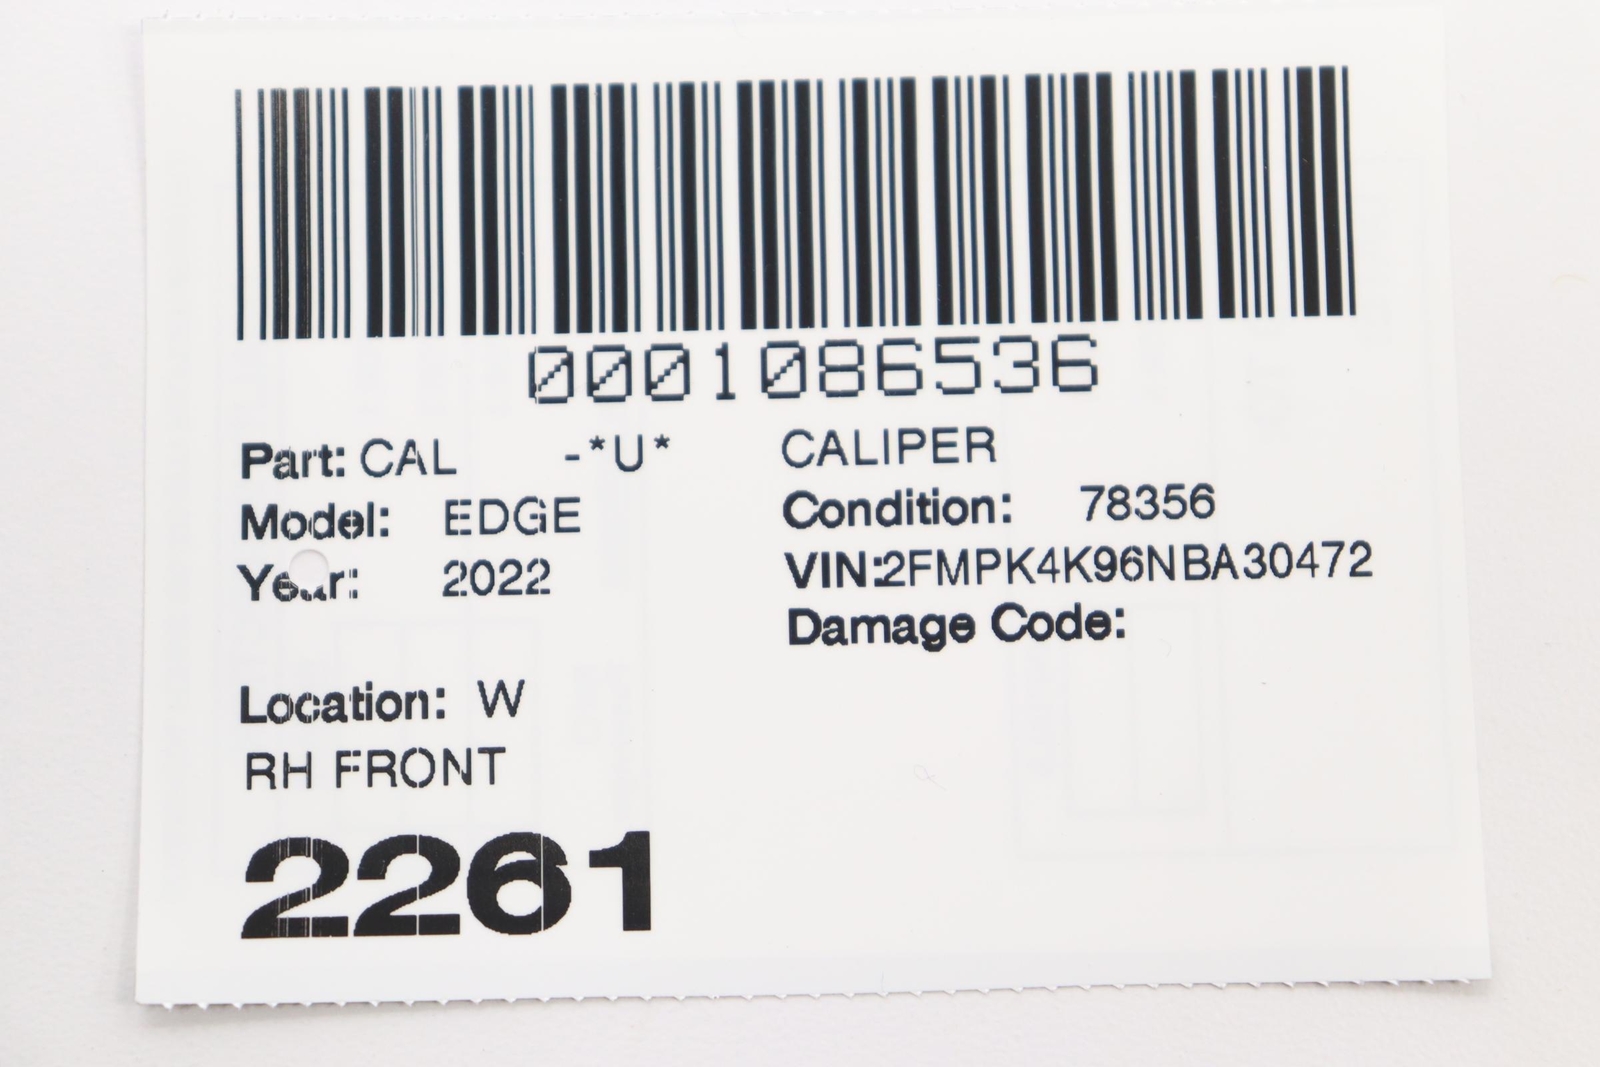 0001086536
Part: CAL -*U* CALIPER
Model: EDGE Condition: 78356
Year: 2022 VIN:2FMPK4K96NBA30472
Damage Code:
Location: W
RH FRONT
2261